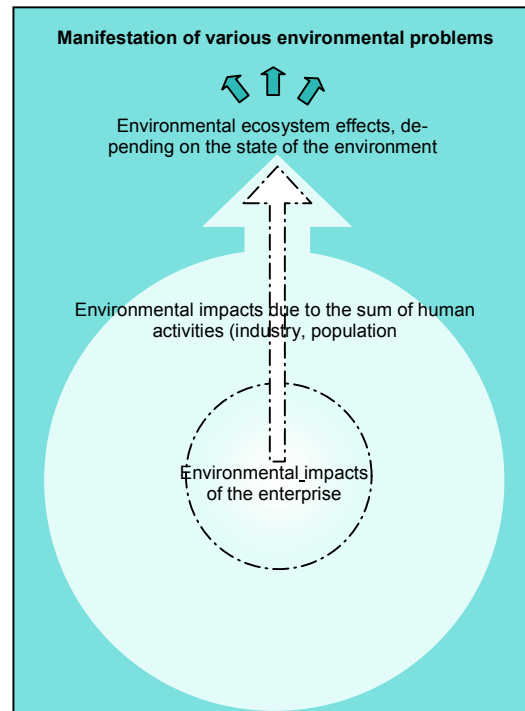 Manifestation of various environmental problems
Environmental ecosystem effects, de-
pending on the state of the environment
Environmental impacts due to the sum of human
activities (industry, population
Environmental impacts
of the enterprise